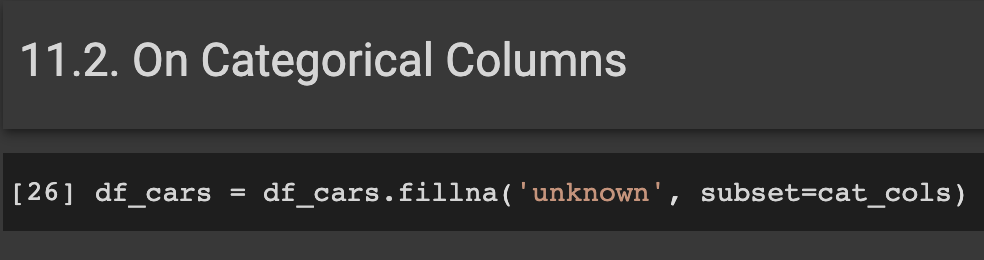 11.2. On Categorical Columns
[26] df_cars = df_cars.fillna('unknown', subset=cat_cols)